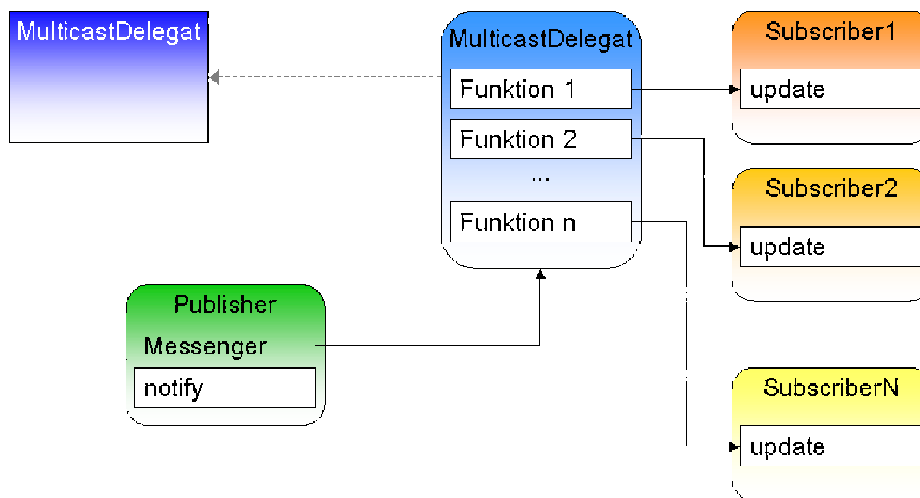 MulticastDelegat
MulticastDelegat
Funktion 1
Funktion 2
...
Funktion n
Publisher
Messenger
notify
Subscriber1
update
Subscriber2
update
SubscriberN
update